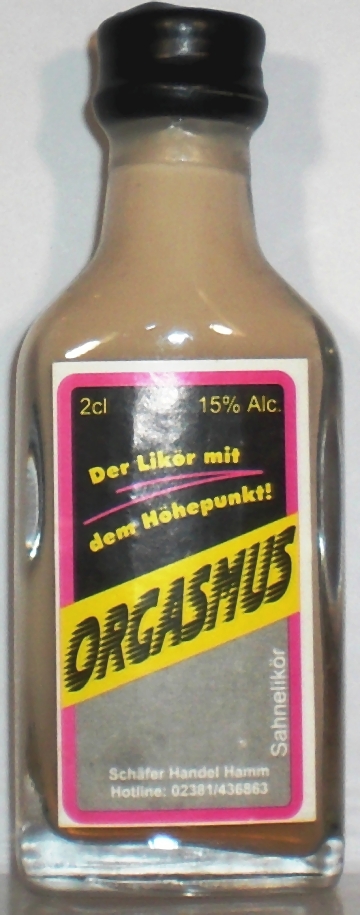 2cl 15% Alc.
Der Likör mit
dem Höhepunkt!
ORGASMUS
Sahnelikör
Schäfer Handel Hamm
Hotline: 02381/436863